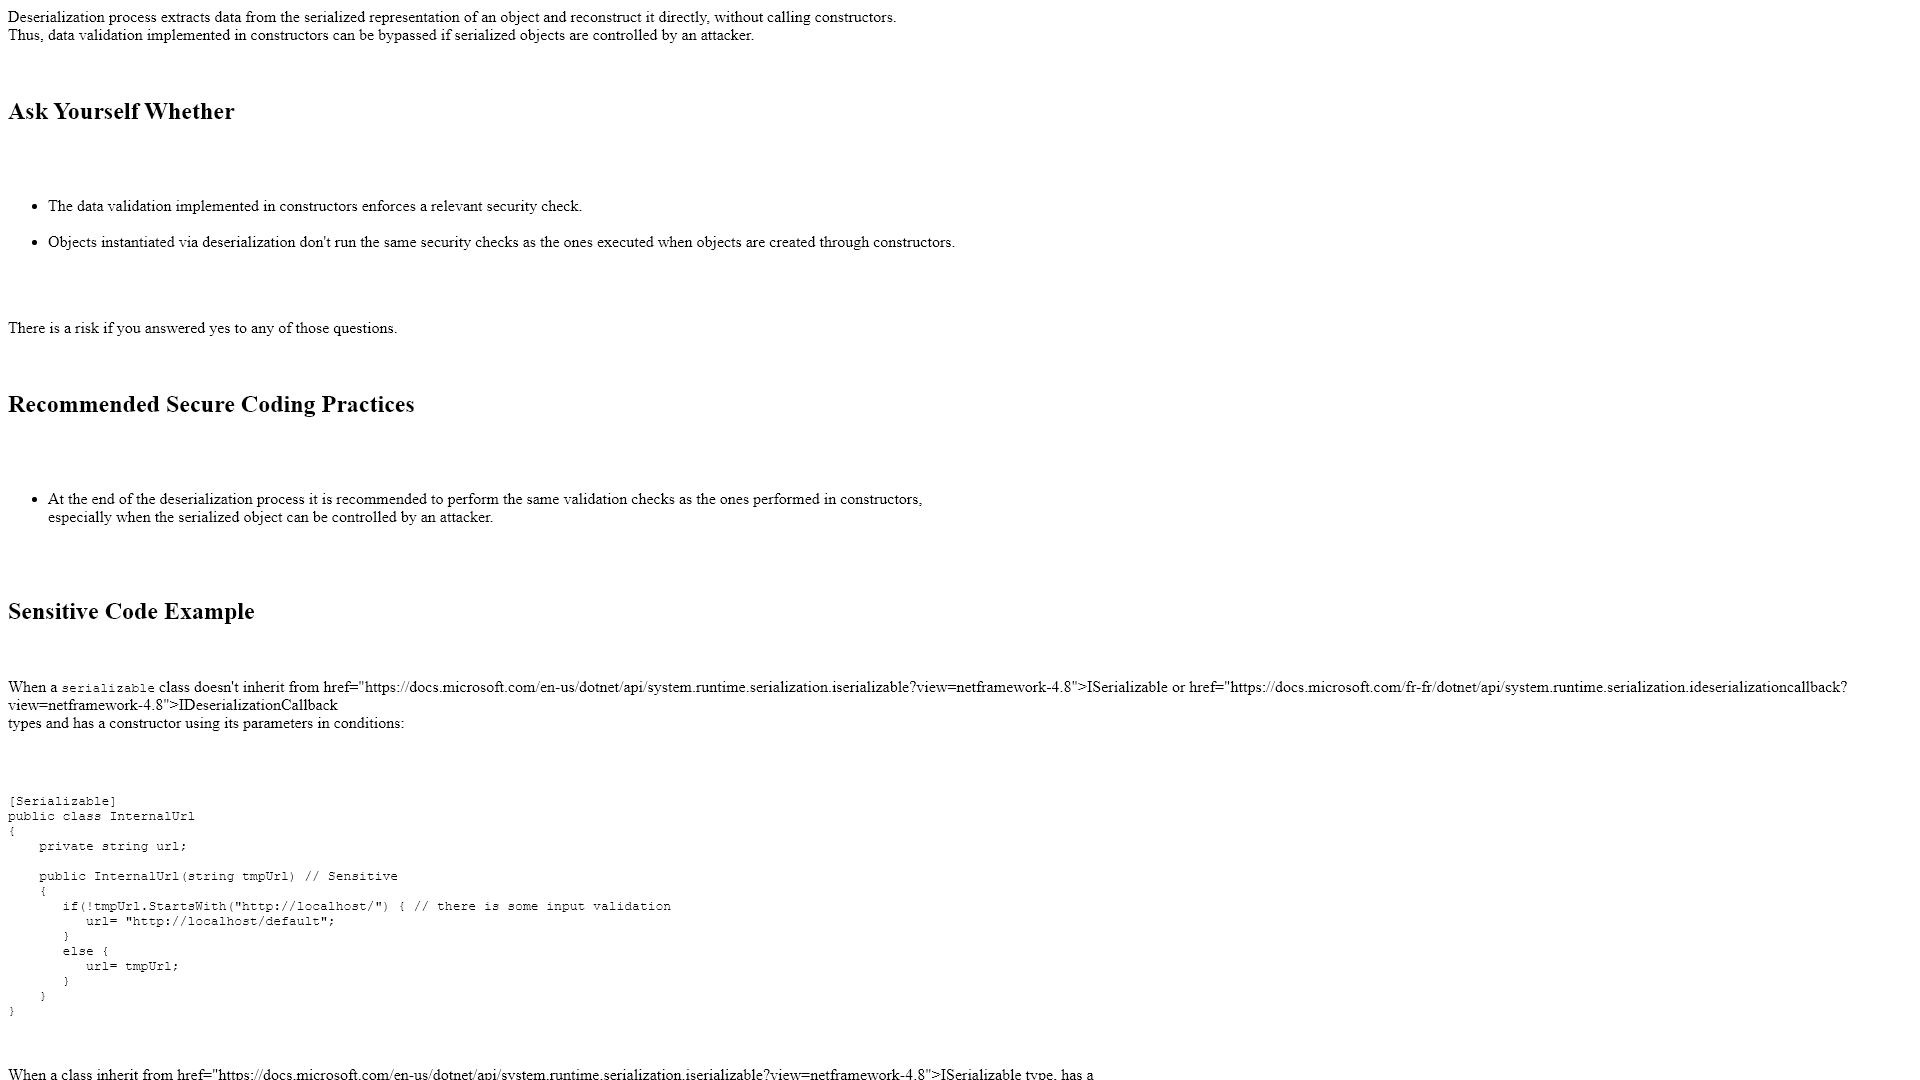 Deserialization process extracts data from the serialized representation of an object and reconstruct it directly, without calling constructors.
Thus, data validation implemented in constructors can be bypassed if serialized objects are controlled by an attacker.
Ask Yourself Whether
• The data validation implemented in constructors enforces a relevant security check.
• Objects instantiated via deserialization don't run the same security checks as the ones executed when objects are created through constructors.
There is a risk if you answered yes to any of those questions.
Recommended Secure Coding Practices
• At the end of the deserialization process it is recommended to perform the same validation checks as the ones performed in constructors,
especially when the serialized object can be controlled by an attacker.
Sensitive Code Example
When a serializable class doesn't inherit from href="https://docs.microsoft.com/en-us/dotnet/api/system.runtime.serialization.iserializable?view=netframework-4.8">ISerializable or href="https://docs.microsoft.com/fr-fr/dotnet/api/system.runtime.serialization.ideserializationcallback?
view=netframework-4.8">IDeserializationCallback
types and has a constructor using its parameters in conditions:
[Serializable]
public class InternalUrl
{
    private string url;
    public InternalUrl(string tmpUrl) // Sensitive
    {
       if(!tmpUrl.StartsWith("http://localhost/") { // there is some input validation
          url= "http://localhost/default";
       }
       else {
          url= tmpUrl;
       }
    }
}
When a class inherit from href="https://docs.microsoft.com/en-us/dotnet/api/system.runtime.serialization.iserializable?view=netframework-4.8">ISerializable type, has a